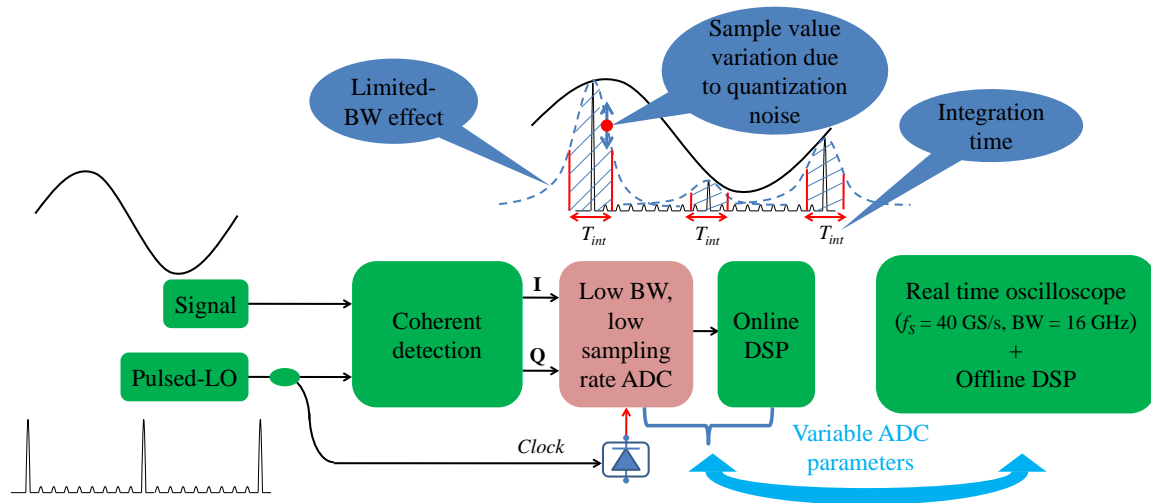 Sample value
variation due
to quantization
noise
Limited-
BW effect
Integration
time
T_int
T_int
T_int
Signal
Pulsed-LO
Coherent
detection
I
Q
Low BW,
low
sampling
rate ADC
Online
DSP
Real time oscilloscope
(f_S = 40 GS/s, BW = 16 GHz)
+
Offline DSP
Clock
Variable ADC
parameters